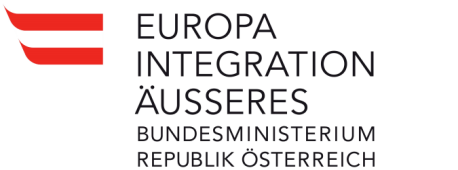 EUROPA
INTEGRATION
ÄUSSERES
BUNDESMINISTERIUM
REPUBLIK ÖSTERREICH